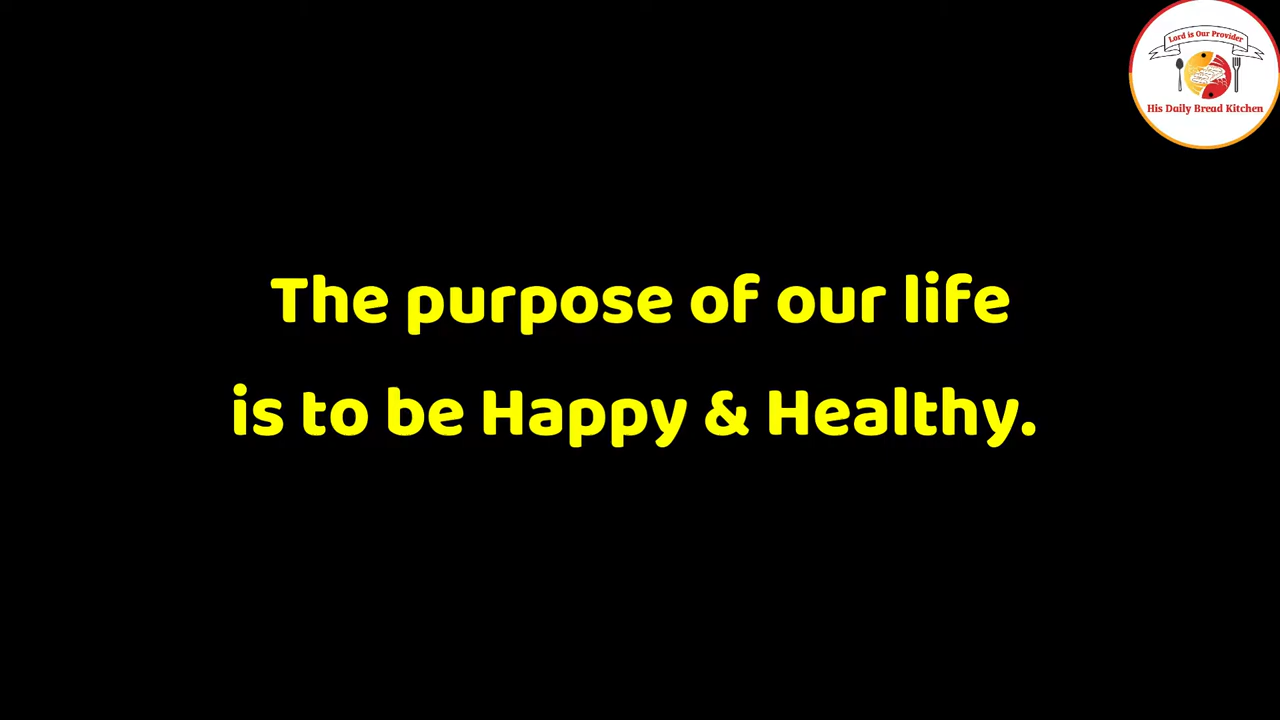 Lord is Our Provider
His Daily Bread Kitchen
The purpose of our life
is to be Happy & Healthy.